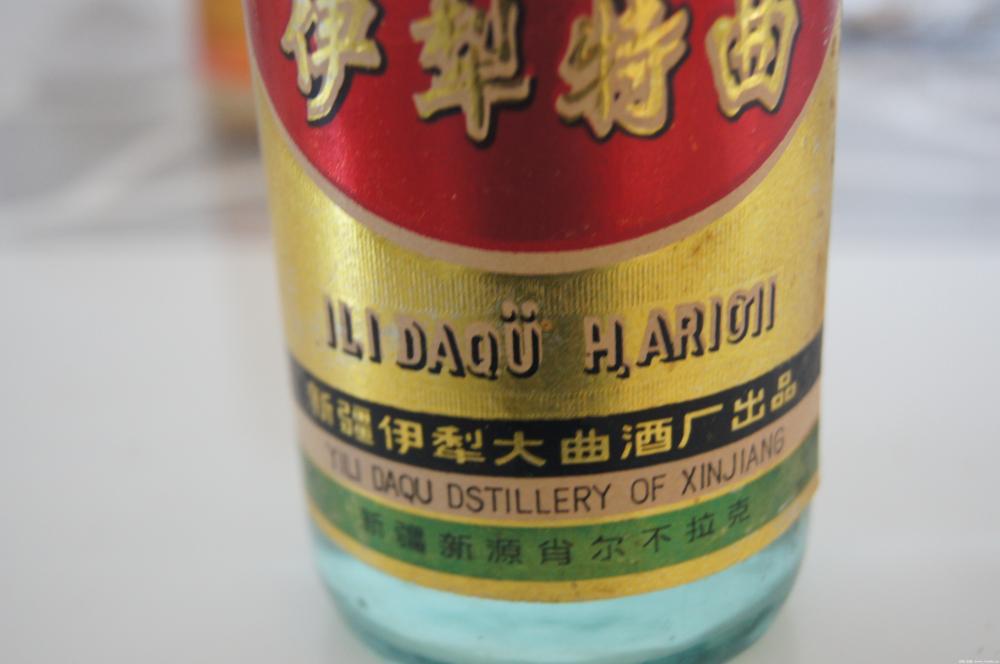 伊犁特曲
ILI DAQÜ HⱪARIƢII
新疆伊犁大曲酒厂出品
YILI DAQU DSTILLERY OF XINJIANG
新疆新源肖尔不拉克